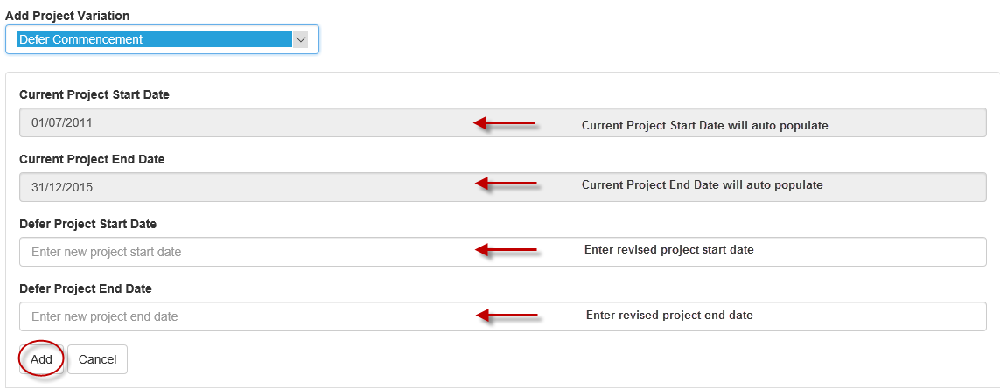 Add Project Variation
Defer Commencement
Current Project Start Date
01/07/2011 Current Project Start Date will auto populate
Current Project End Date
31/12/2015 Current Project End Date will auto populate
Defer Project Start Date
Enter new project start date Enter revised project start date
Defer Project End Date
Enter new project end date Enter revised project end date
Add Cancel